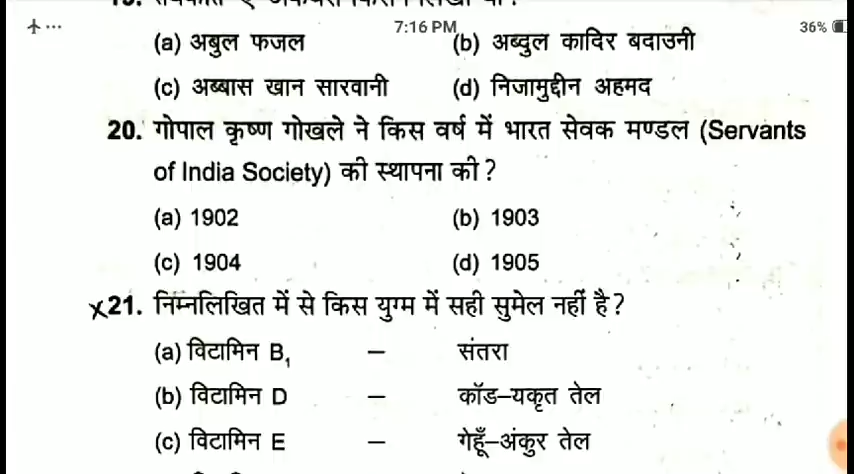 7:16 PM
36%
(a) अबुल फजल (b) अब्दुल कादिर बदाउनी
(c) अब्बास खान सारवानी (d) निजामुद्दीन अहमद
20. गोपाल कृष्ण गोखले ने किस वर्ष में भारत सेवक मण्डल (Servants
of India Society) की स्थापना की ?
(a) 1902 (b) 1903
(c) 1904 (d) 1905
x21. निम्नलिखित में से किस युग्म में सही सुमेल नहीं है ?
(a) विटामिन B₁ – संतरा
(b) विटामिन D – कॉड–यकृत तेल
(c) विटामिन E – गेहूँ–अंकुर तेल